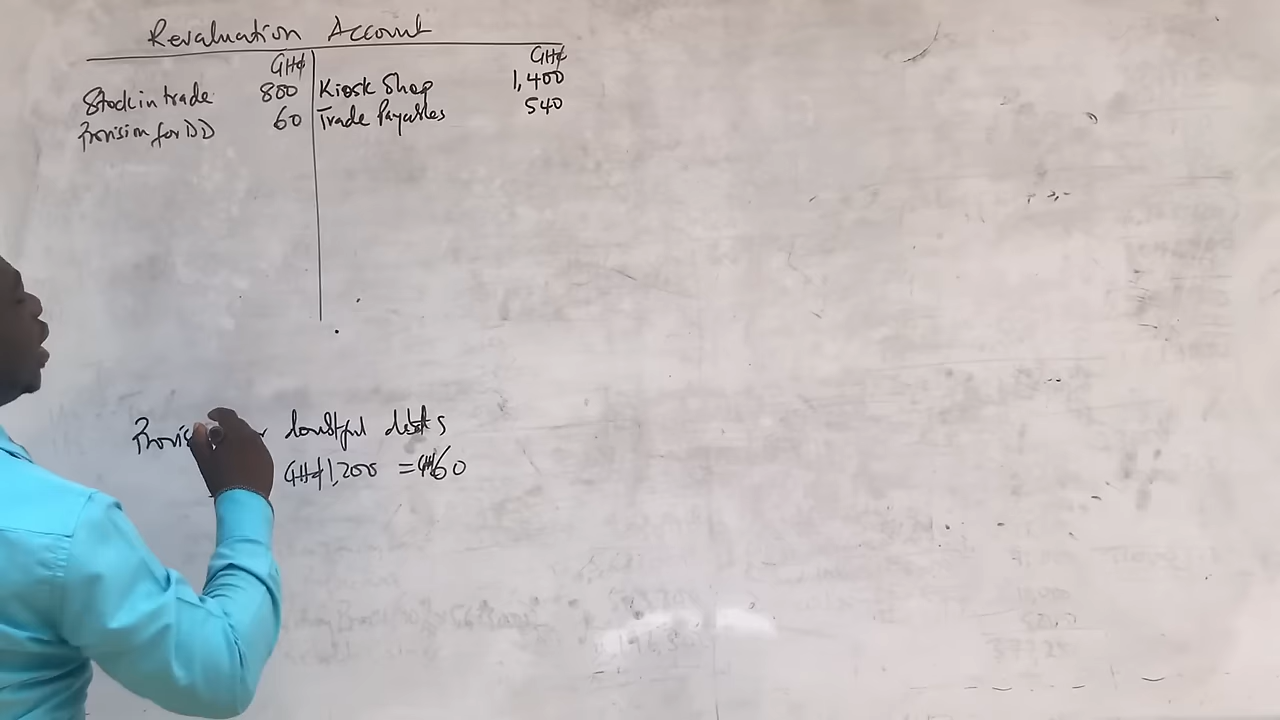 Revaluation Account
GH¢ GH¢
Stock in trade 800 Kiosk Shop 1,400
Provision for DD 60 Trade Payables 540
doubtful debts
GH¢1,200 = GH¢60